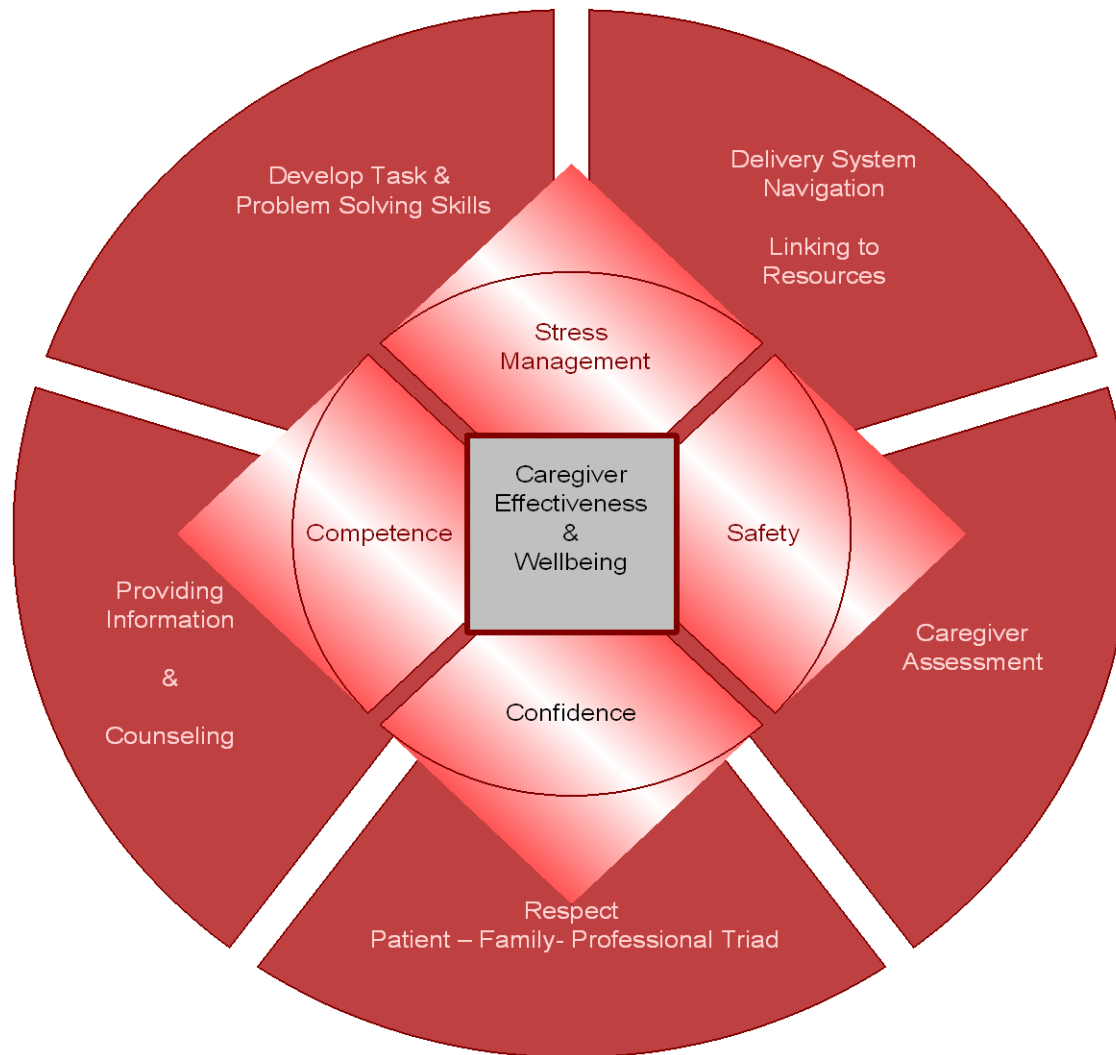 Develop Task &
Problem Solving Skills
Delivery System
Navigation
Linking to
Resources
Stress
Management
Caregiver
Effectiveness
&
Wellbeing
Competence
Safety
Providing
Information
&
Counseling
Caregiver
Assessment
Confidence
Respect
Patient – Family- Professional Triad